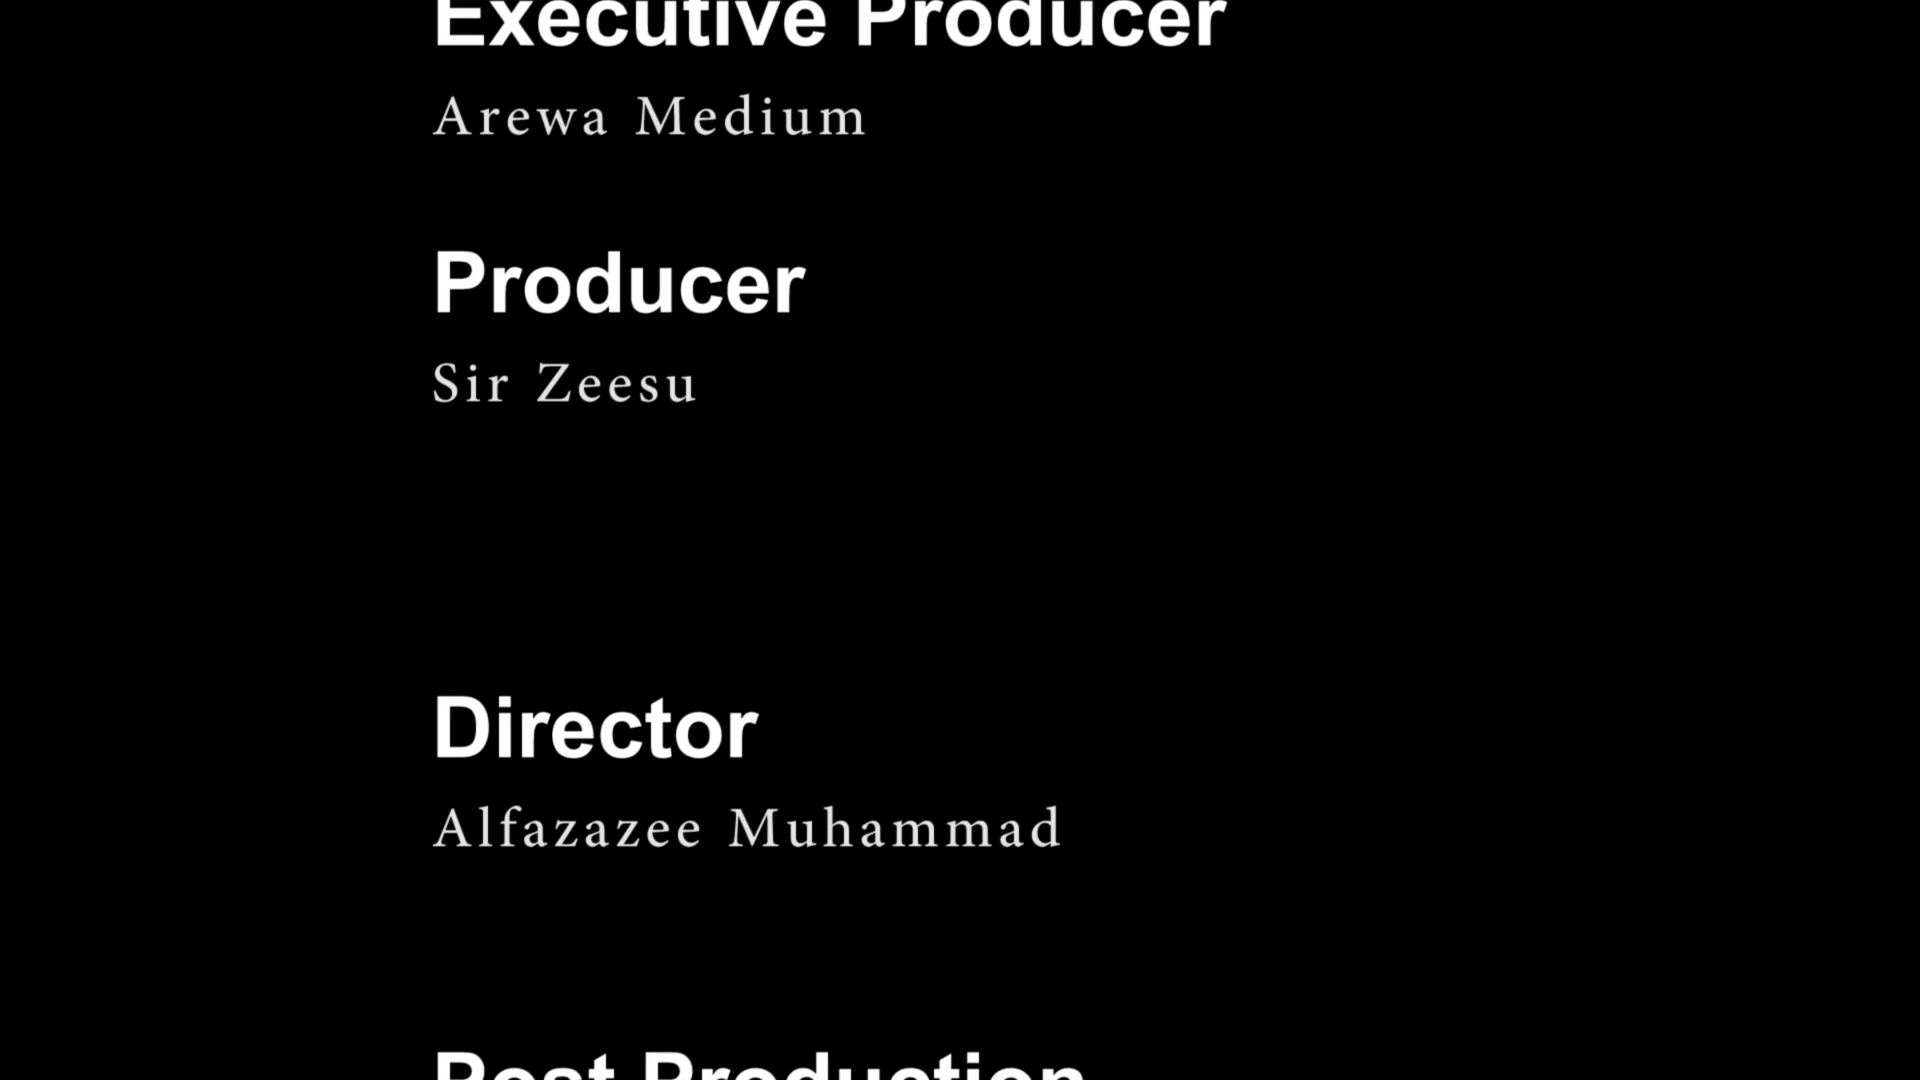 Executive Producer
Arewa Medium
Producer
Sir Zeesu
Director
Alfazazee Muhammad
Post Production